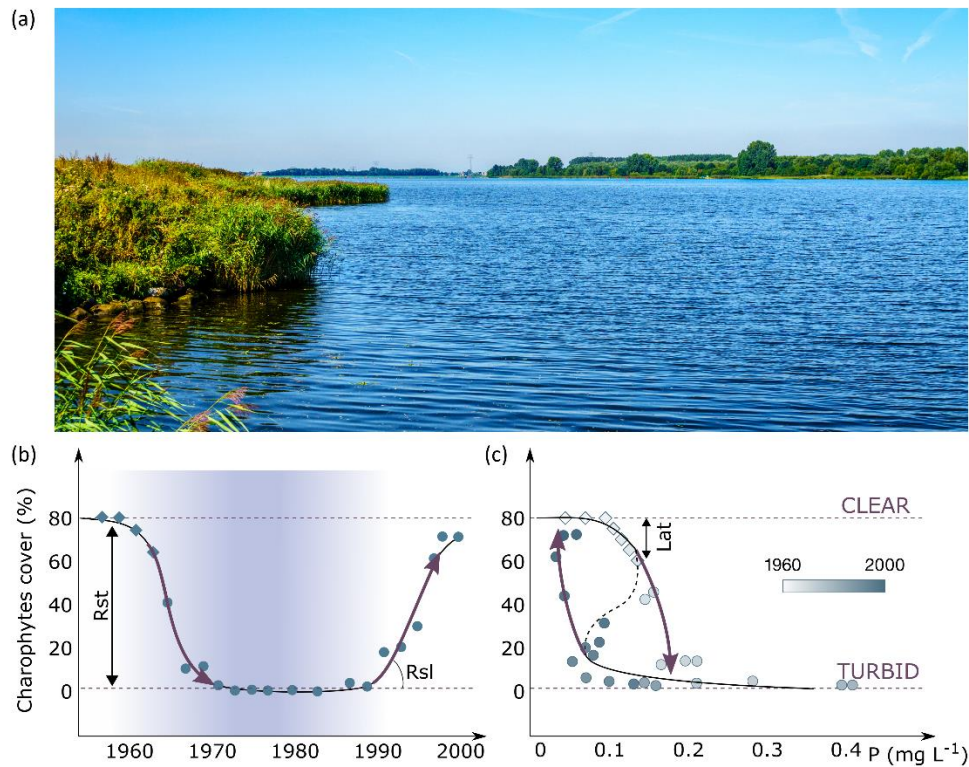 (a)
(b)
Charophytes cover (%)
80
60
40
20
0
Rst
Rsl
1960
1970
1980
1990
2000
(c)
80
60
40
20
0
CLEAR
Lat
1960
2000
TURBID
0
0.1
0.2
0.3
0.4
P (mg L⁻¹)